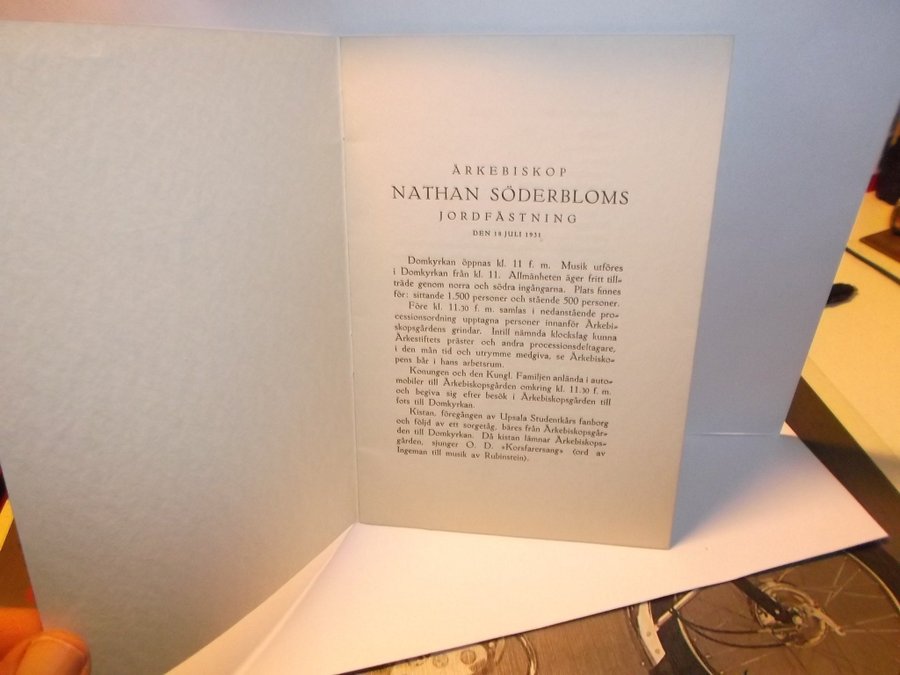 ÄRKEBISKOP
NATHAN SÖDERBLOMS
JORDFÄSTNING
DEN 18 JULI 1931
Domkyrkan öppnas kl. 11 f. m. Musik utföres
i Domkyrkan från kl. 11. Allmänheten äger fritt till-
träde genom norra och södra ingångarna. Plats finnes
för: sittande 1.500 personer och stående 500 personer.
Före kl. 11.30 f. m. samlas i nedanstående pro-
cessionsordning upptagna personer innanför Ärkebi-
skopsgårdens grindar. Intill nämnda klockslag kunna
Ärkestiftets präster och andra processionsdeltagare,
i den mån tid och utrymme medgiva, se Ärkebisko-
pens bår i hans arbetsrum.
Konungen och den Kungl. Familjen anlända i auto-
mobiler till Ärkebiskopsgården omkring kl. 11.30 f. m.
och begiva sig efter besök i Ärkebiskopsgården till
fots till Domkyrkan.
Kistan, föregången av Upsala Studentkårs fanborg
och följd av ett sorgetåg, bäres från Ärkebiskopsgår-
den till Domkyrkan. Då kistan lämnar Ärkebiskops-
gården, sjunger O. D. »Korsfarersang» (ord av
Ingeman till musik av Rubinstein).